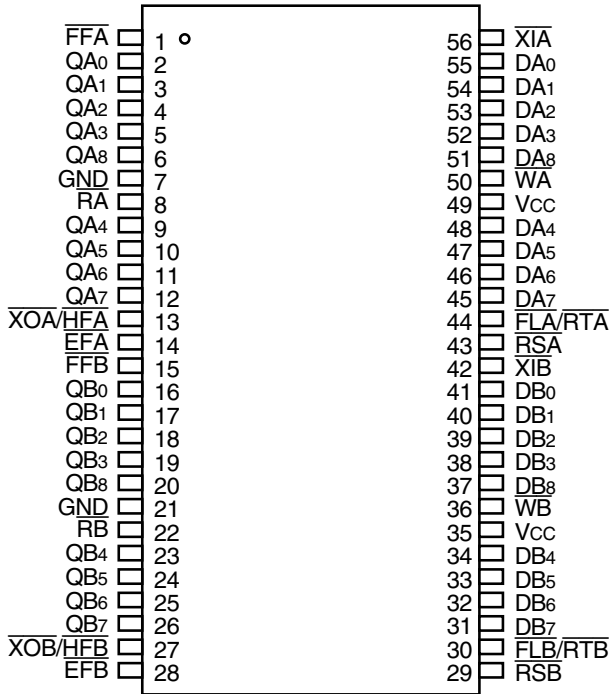 FFA 1 56 XIA
QA0 2 55 DA0
QA1 3 54 DA1
QA2 4 53 DA2
QA3 5 52 DA3
QA8 6 51 DA8
GND 7 50 WA
RA 8 49 VCC
QA4 9 48 DA4
QA5 10 47 DA5
QA6 11 46 DA6
QA7 12 45 DA7
XOA/HFA 13 44 FLA/RTA
EFA 14 43 RSA
FFB 15 42 XIB
QB0 16 41 DB0
QB1 17 40 DB1
QB2 18 39 DB2
QB3 19 38 DB3
QB8 20 37 DB8
GND 21 36 WB
RB 22 35 VCC
QB4 23 34 DB4
QB5 24 33 DB5
QB6 25 32 DB6
QB7 26 31 DB7
XOB/HFB 27 30 FLB/RTB
EFB 28 29 RSB